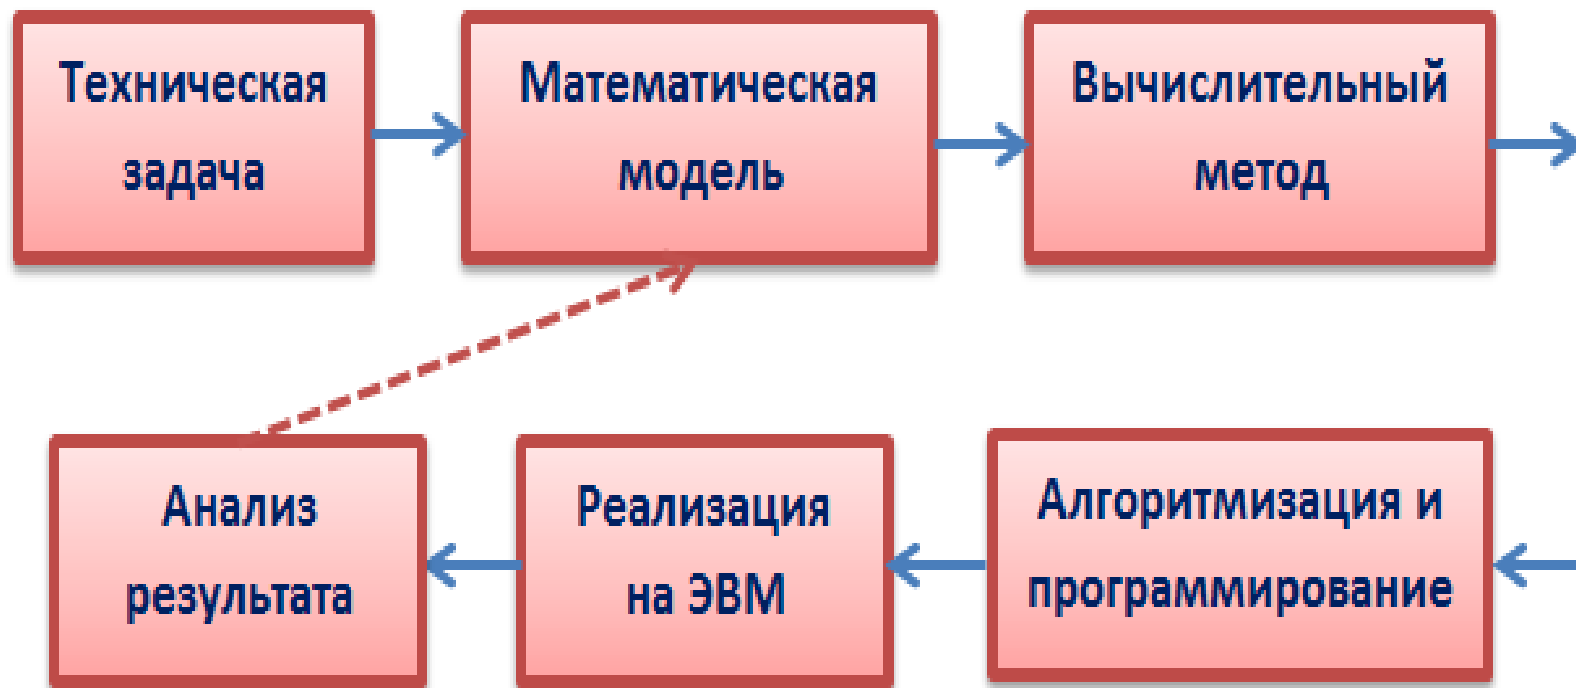 Техническая
задача
Математическая
модель
Вычислительный
метод
Анализ
результата
Реализация
на ЭВМ
Алгоритмизация и
программирование